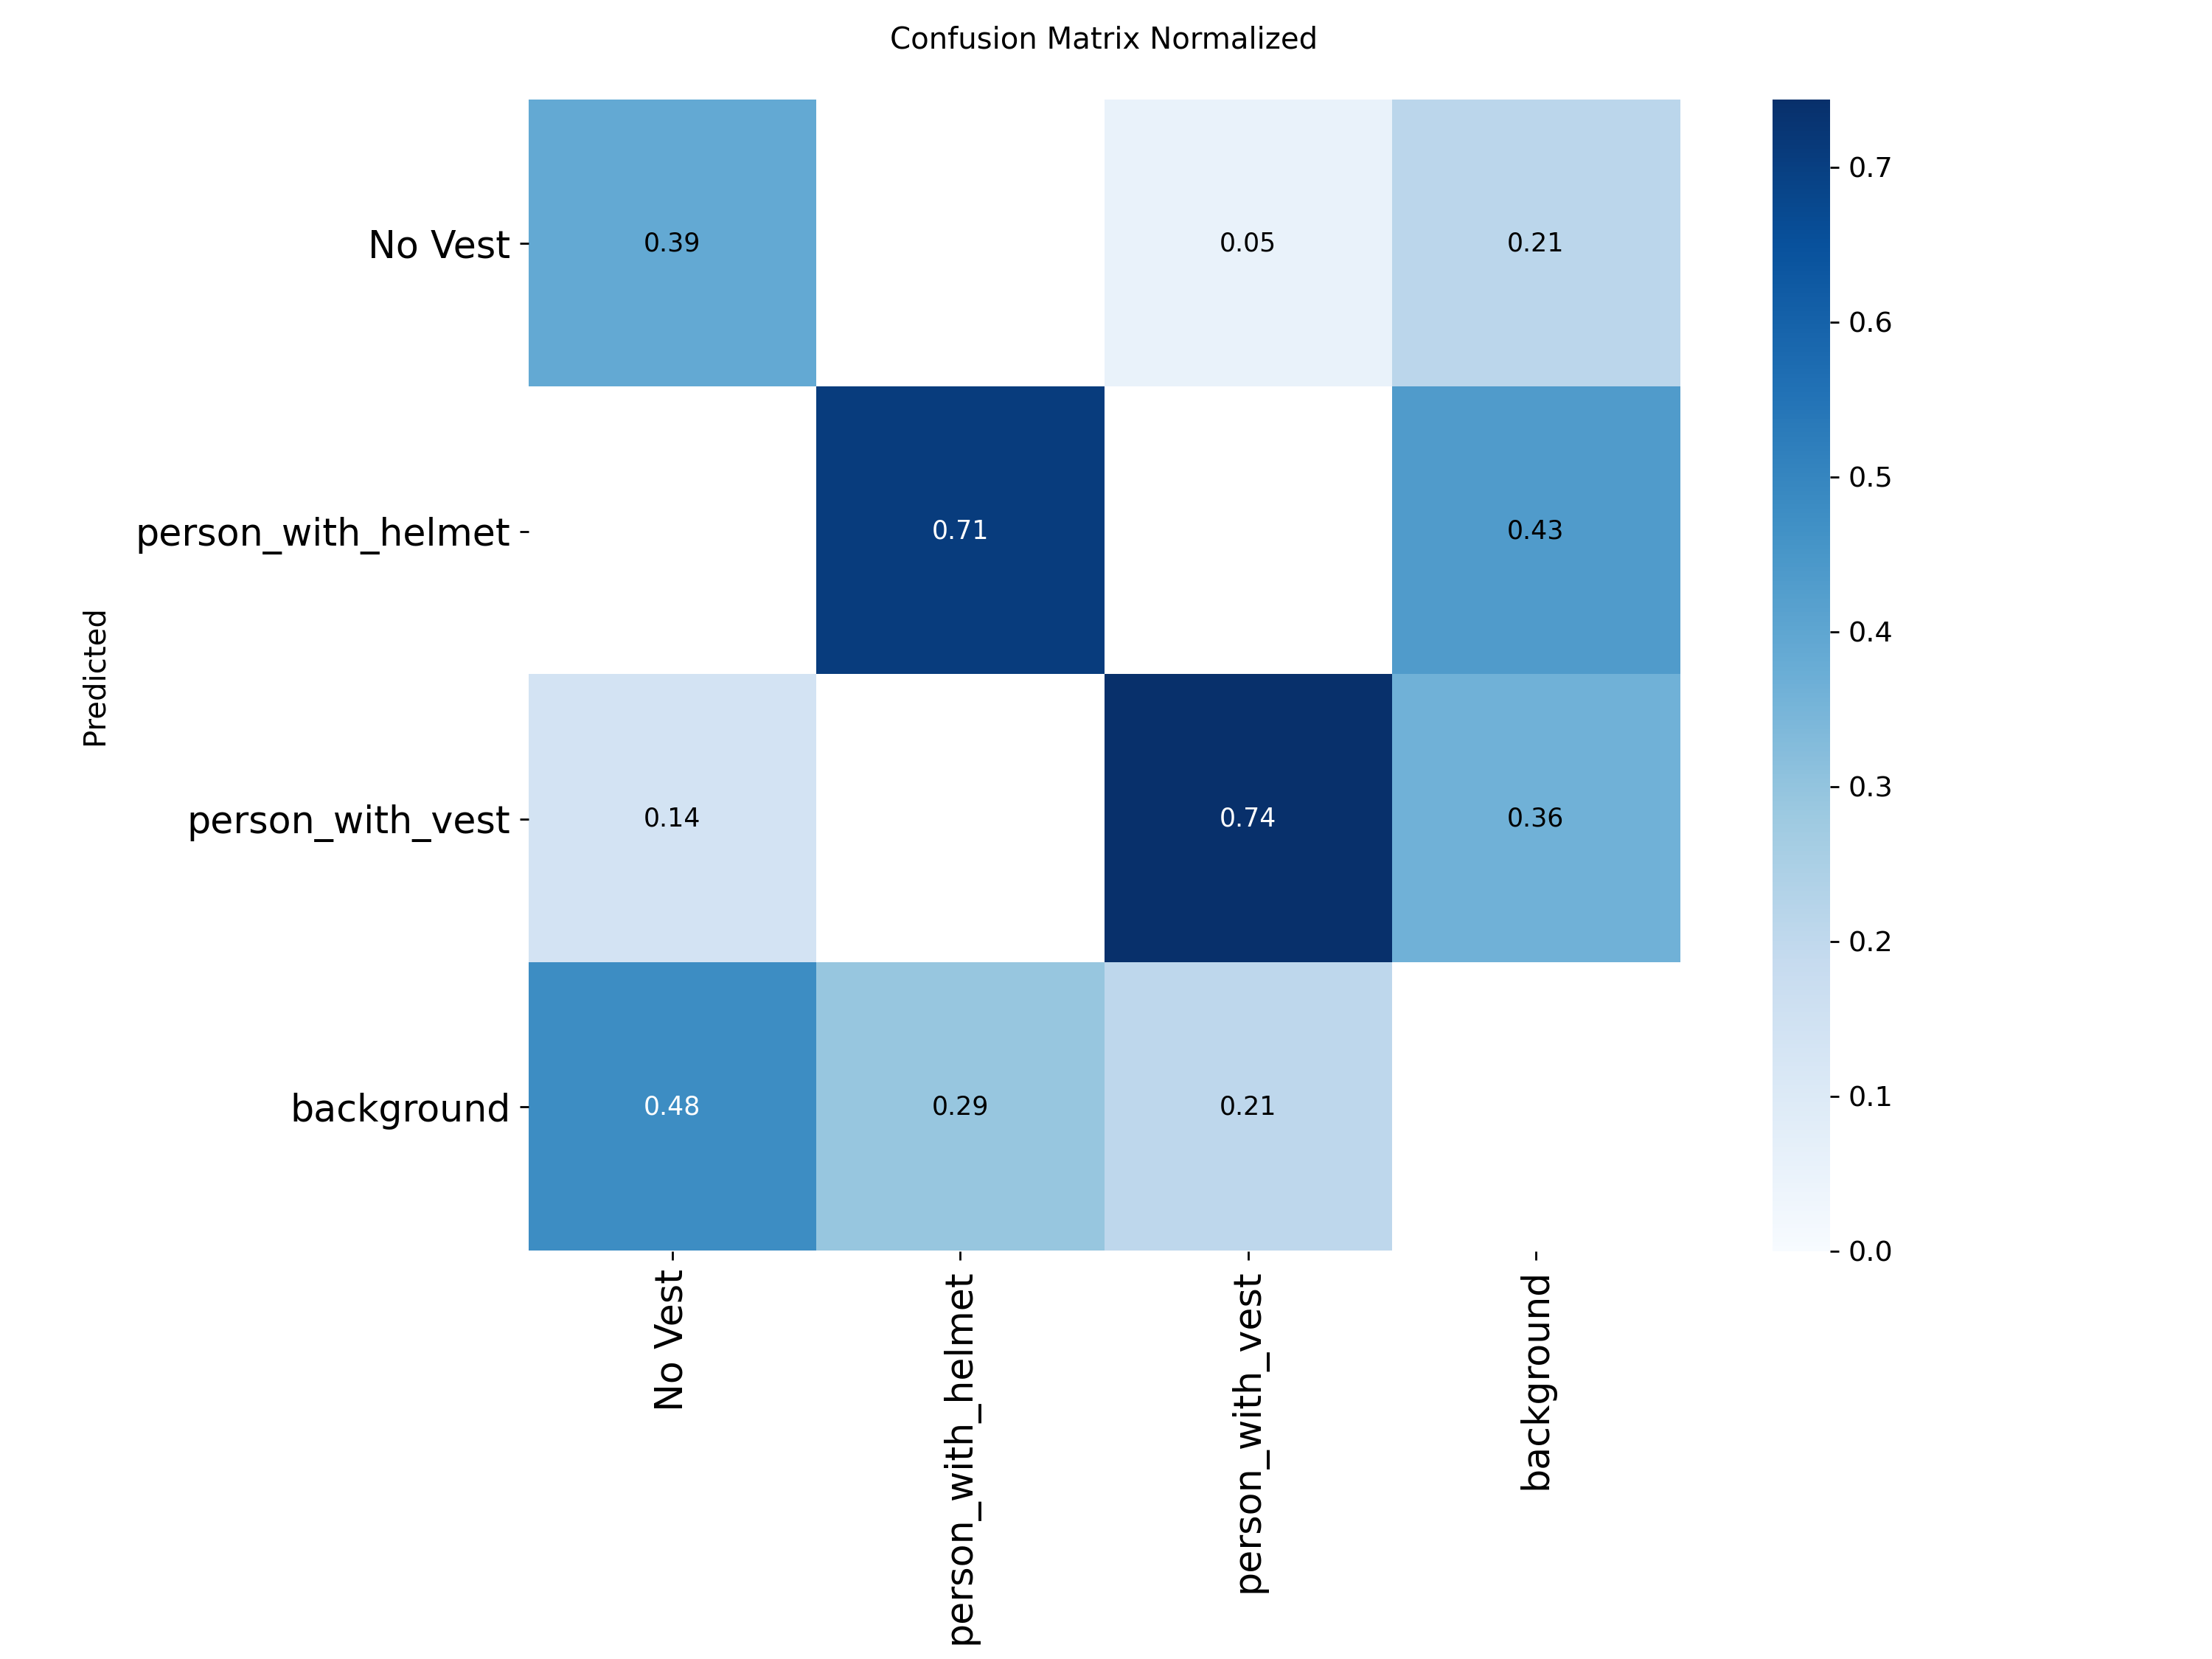 Confusion Matrix Normalized
No Vest
0.39
0.05
0.21
person_with_helmet
0.71
0.43
person_with_vest
0.14
0.74
0.36
background
0.48
0.29
0.21
Predicted
No Vest
person_with_helmet
person_with_vest
background
0.7
0.6
0.5
0.4
0.3
0.2
0.1
0.0